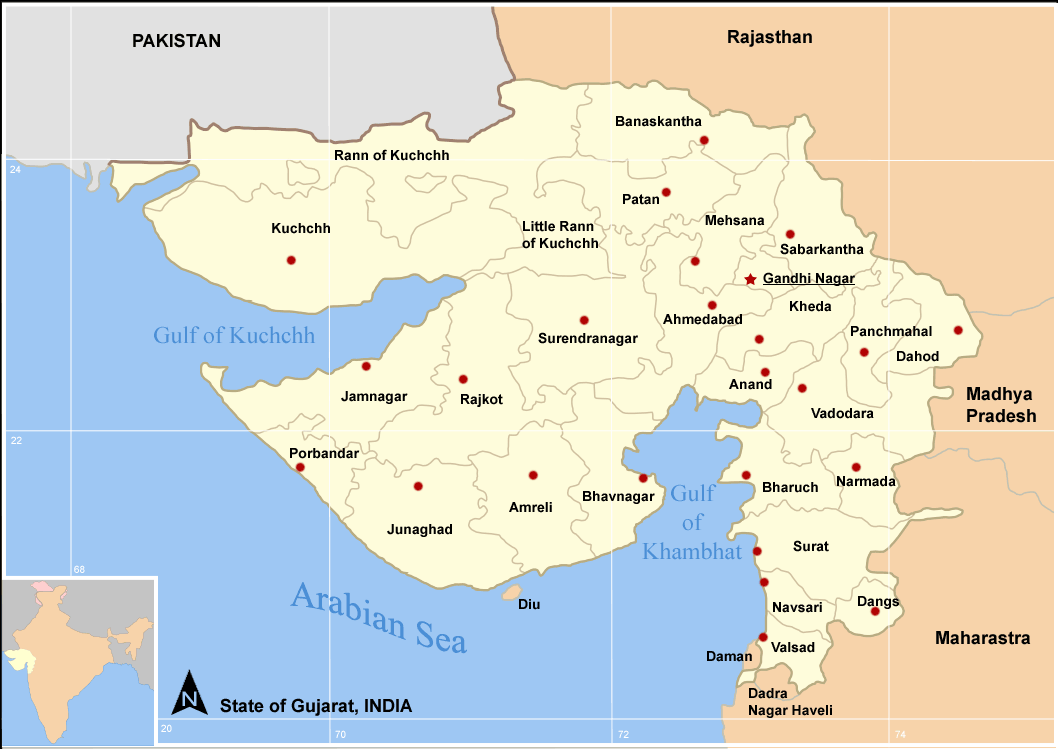 PAKISTAN
Rajasthan
Banaskantha
Rann of Kuchchh
24
Patan
Mehsana
Kuchchh
Little Rann
of Kuchchh
Sabarkantha
Gandhi Nagar
Kheda
Ahmedabad
Gulf of Kuchchh
Surendranagar
Panchmahal
Dahod
Anand
Jamnagar
Rajkot
Vadodara
Madhya
Pradesh
22
Porbandar
Narmada
Bharuch
Bhavnagar
Gulf
of
Khambhat
Amreli
Junaghad
Surat
68
Arabian Sea
Diu
Navsari
Dangs
Maharastra
Valsad
Daman
Dadra
Nagar Haveli
N
State of Gujarat, INDIA
20
70
72
74